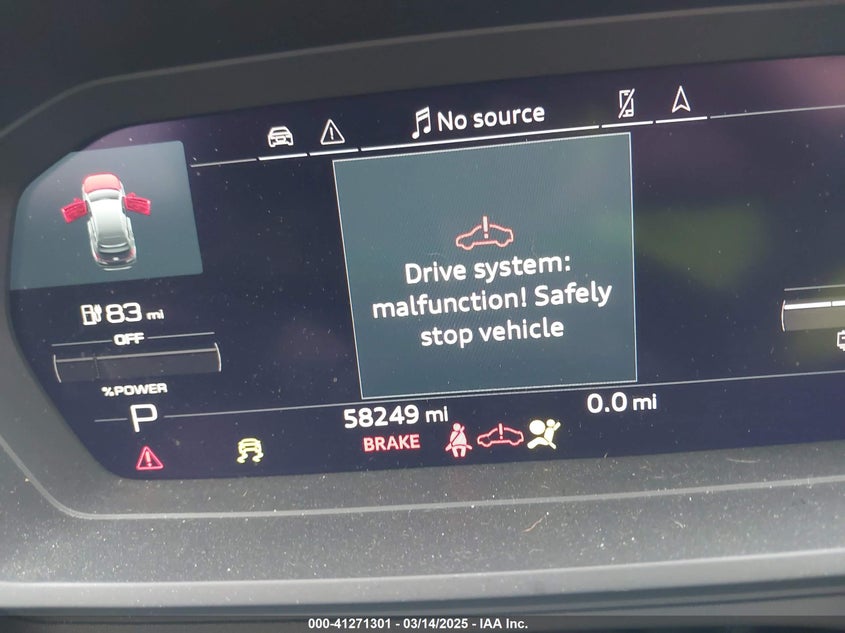 No source
Drive system:
malfunction! Safely
stop vehicle
83 mi
OFF
%POWER
P
58249 mi
0.0 mi
BRAKE
000-41271301 - 03/14/2025 - IAA Inc.